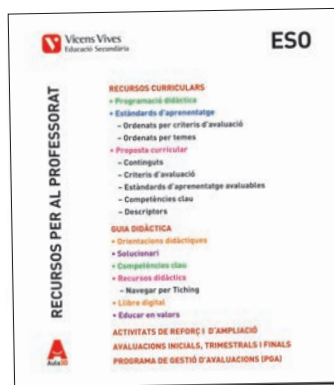 Vicens Vives
Educació Secundària
ESO
RECURSOS PER AL PROFESSORAT
RECURSOS CURRICULARS
• Programació didàctica
• Estàndards d'aprenentatge
– Ordenats per criteris d'avaluació
– Ordenats per temes
• Proposta curricular
– Continguts
– Criteris d'avaluació
– Estàndards d'aprenentatge avaluables
– Competències clau
– Descriptors
GUIA DIDÀCTICA
• Orientacions didàctiques
• Solucionari
• Competències clau
• Recursos didàctics
– Navegar per Tiching
• Llibre digital
• Educar en valors
ACTIVITATS DE REFORÇ I D'AMPLIACIÓ
AVALUACIONS INICIALS, TRIMESTRALS I FINALS
PROGRAMA DE GESTIÓ D'AVALUACIONS (PGA)
Aula3D